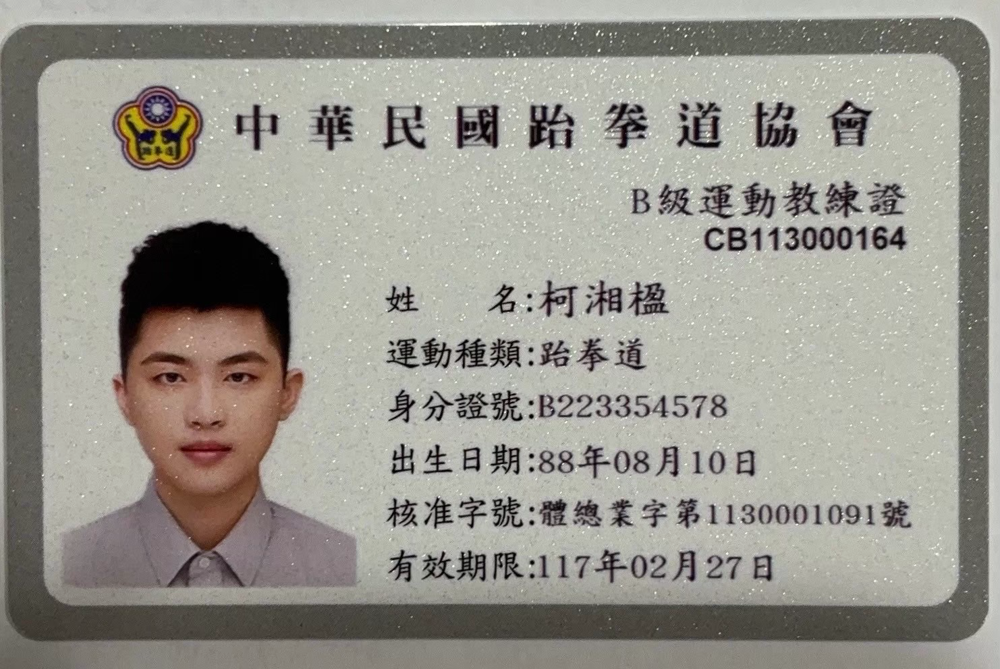 中華民國跆拳道協會
跆拳道
B級運動教練證
CB113000164
姓 名:柯湘楹
運動種類:跆拳道
身分證號:B223354578
出生日期:88年08月10日
核准字號:體總業字第1130001091號
有效期限:117年02月27日